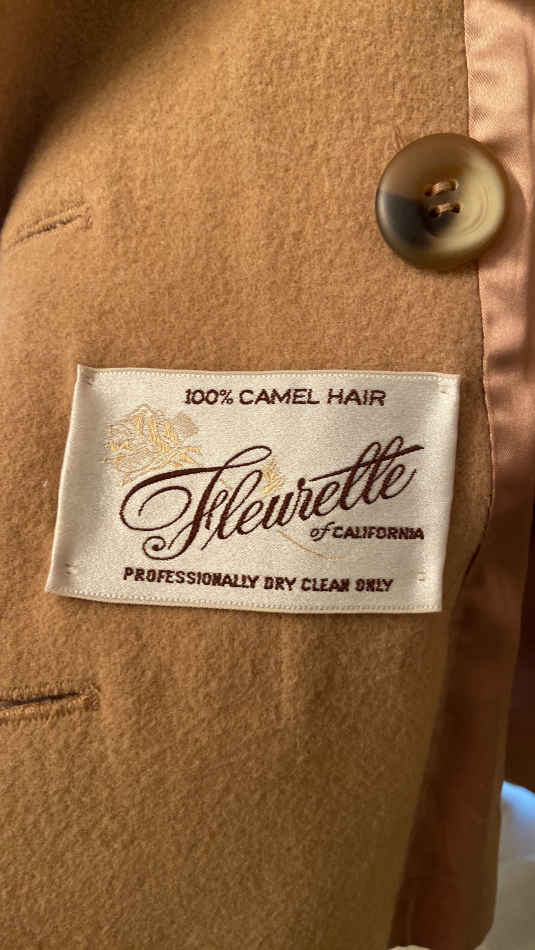 100% CAMEL HAIR
Fleurette
of CALIFORNIA
PROFESSIONALLY DRY CLEAN ONLY